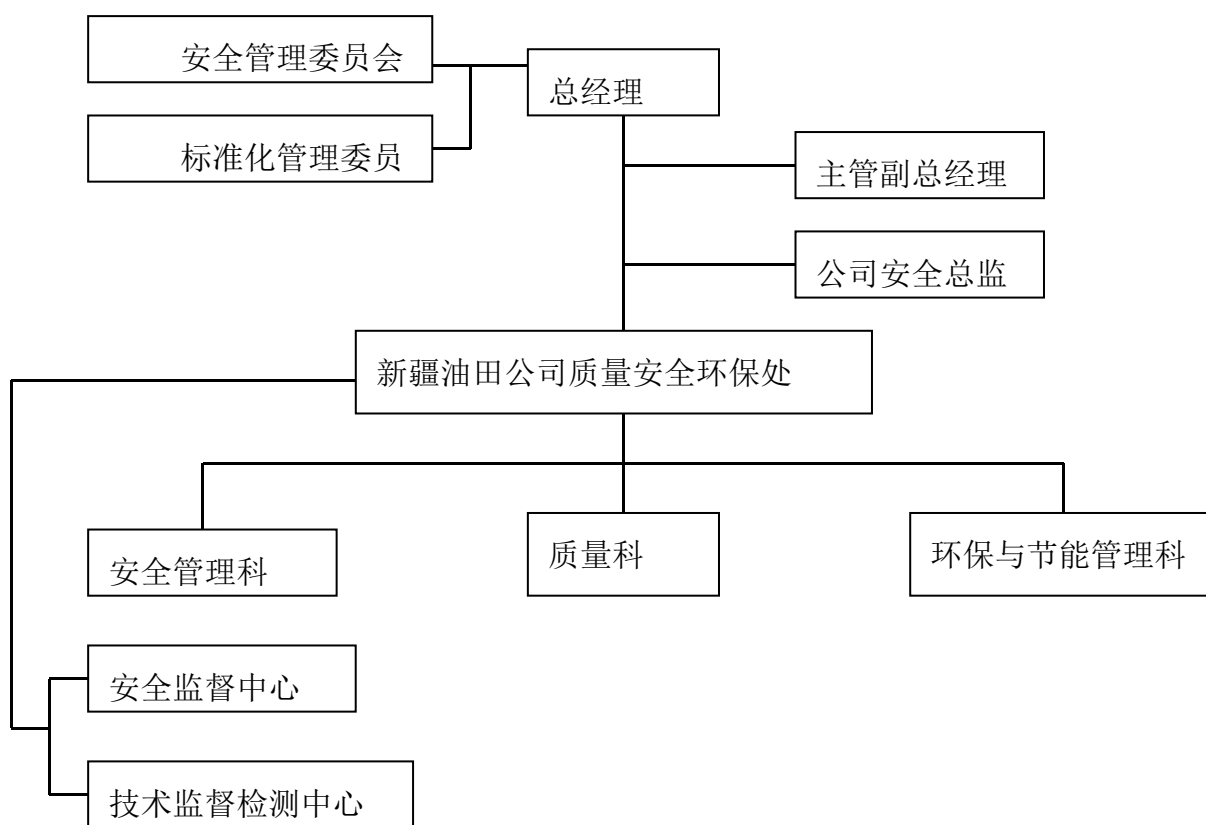 安全管理委员会
总经理
标准化管理委员
主管副总经理
公司安全总监
新疆油田公司质量安全环保处
安全管理科
质量科
环保与节能管理科
安全监督中心
技术监督检测中心